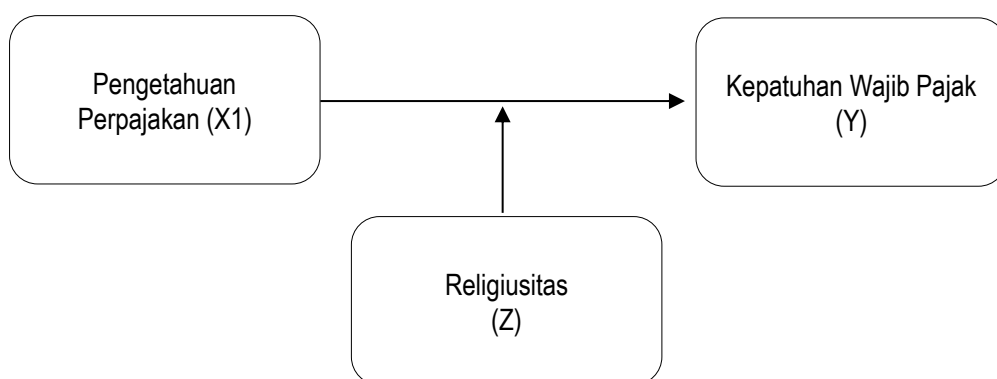 Pengetahuan
Perpajakan (X1)
Kepatuhan Wajib Pajak
(Y)
Religiusitas
(Z)